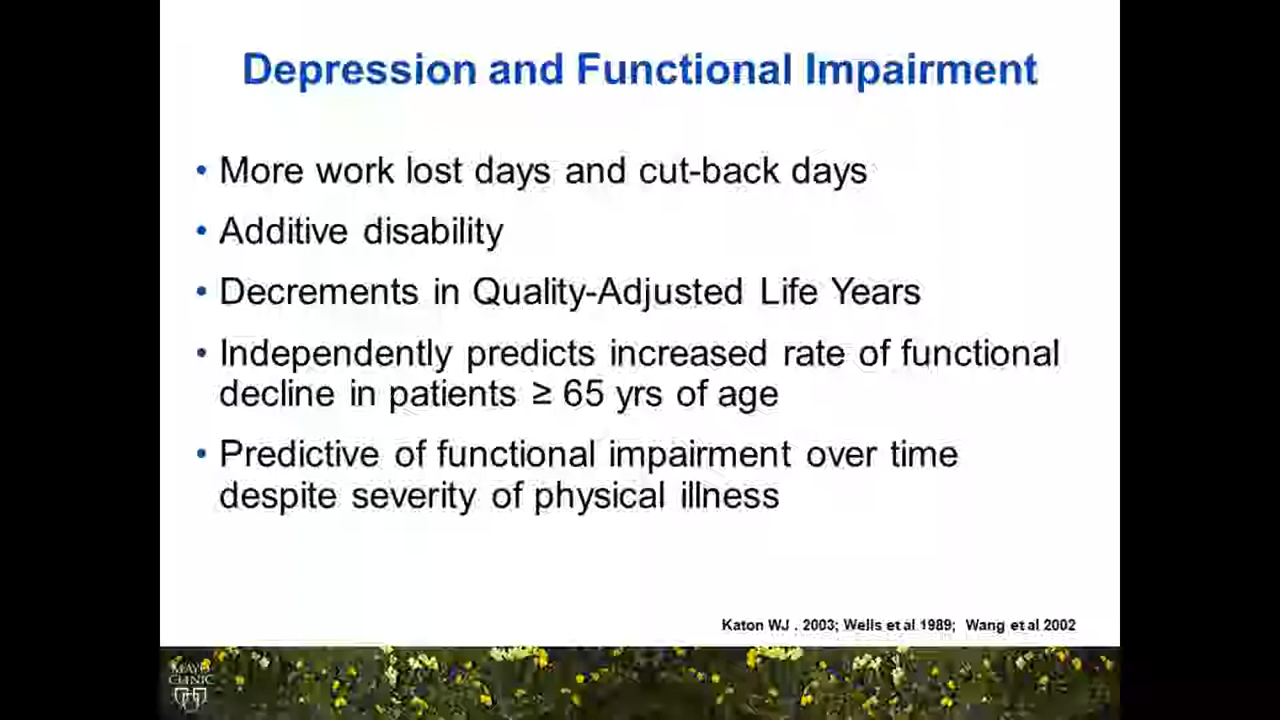 Depression and Functional Impairment
• More work lost days and cut-back days
• Additive disability
• Decrements in Quality-Adjusted Life Years
• Independently predicts increased rate of functional
decline in patients ≥ 65 yrs of age
• Predictive of functional impairment over time
despite severity of physical illness
Katon WJ . 2003; Wells et al 1989; Wang et al 2002
MAYO
CLINIC